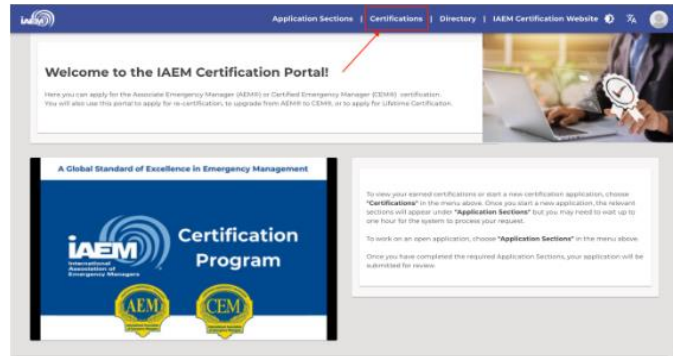 iaem
Application Sections | Certifications | Directory | IAEM Certification Website
Welcome to the IAEM Certification Portal!
Here you can apply for the Associate Emergency Manager (AEM®) or Certified Emergency Manager (CEM®) certification.
You will also use this portal to apply for re-certification, to upgrade from AEM® to CEM®, or to apply for Lifetime Certification.
A Global Standard of Excellence in Emergency Management
iAEM
International
Association of
Emergency Managers
Certification
Program
AEM
CEM
To view your earned certifications or start a new certification application, choose
"Certifications" in the menu above. Once you start a new application, the relevant
sections will appear under "Application Sections" but you may need to wait up to
one hour for the system to process your request.
To work on an open application, choose "Application Sections" in the menu above.
Once you have completed the required Application Sections, your application will be
submitted for review.